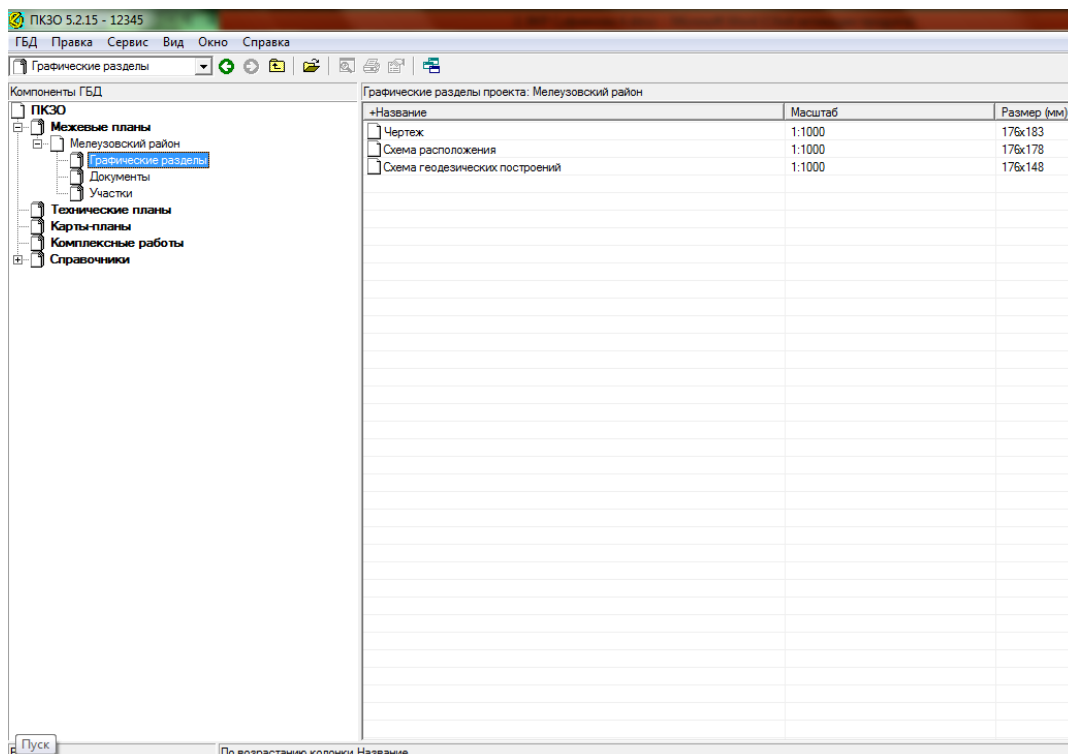 ПКЗО 5.2.15 - 12345
ГБД Правка Сервис Вид Окно Справка
Графические разделы
Компоненты ГБД
ПКЗО
Межевые планы
Мелеузовский район
Графические разделы
Документы
Участки
Технические планы
Карты-планы
Комплексные работы
Справочники
Графические разделы проекта: Мелеузовский район
+Название Масштаб Размер (мм)
Чертеж 1:1000 176x183
Схема расположения 1:1000 176x178
Схема геодезических построений 1:1000 176x148
Пуск
По возрастанию колонки Название